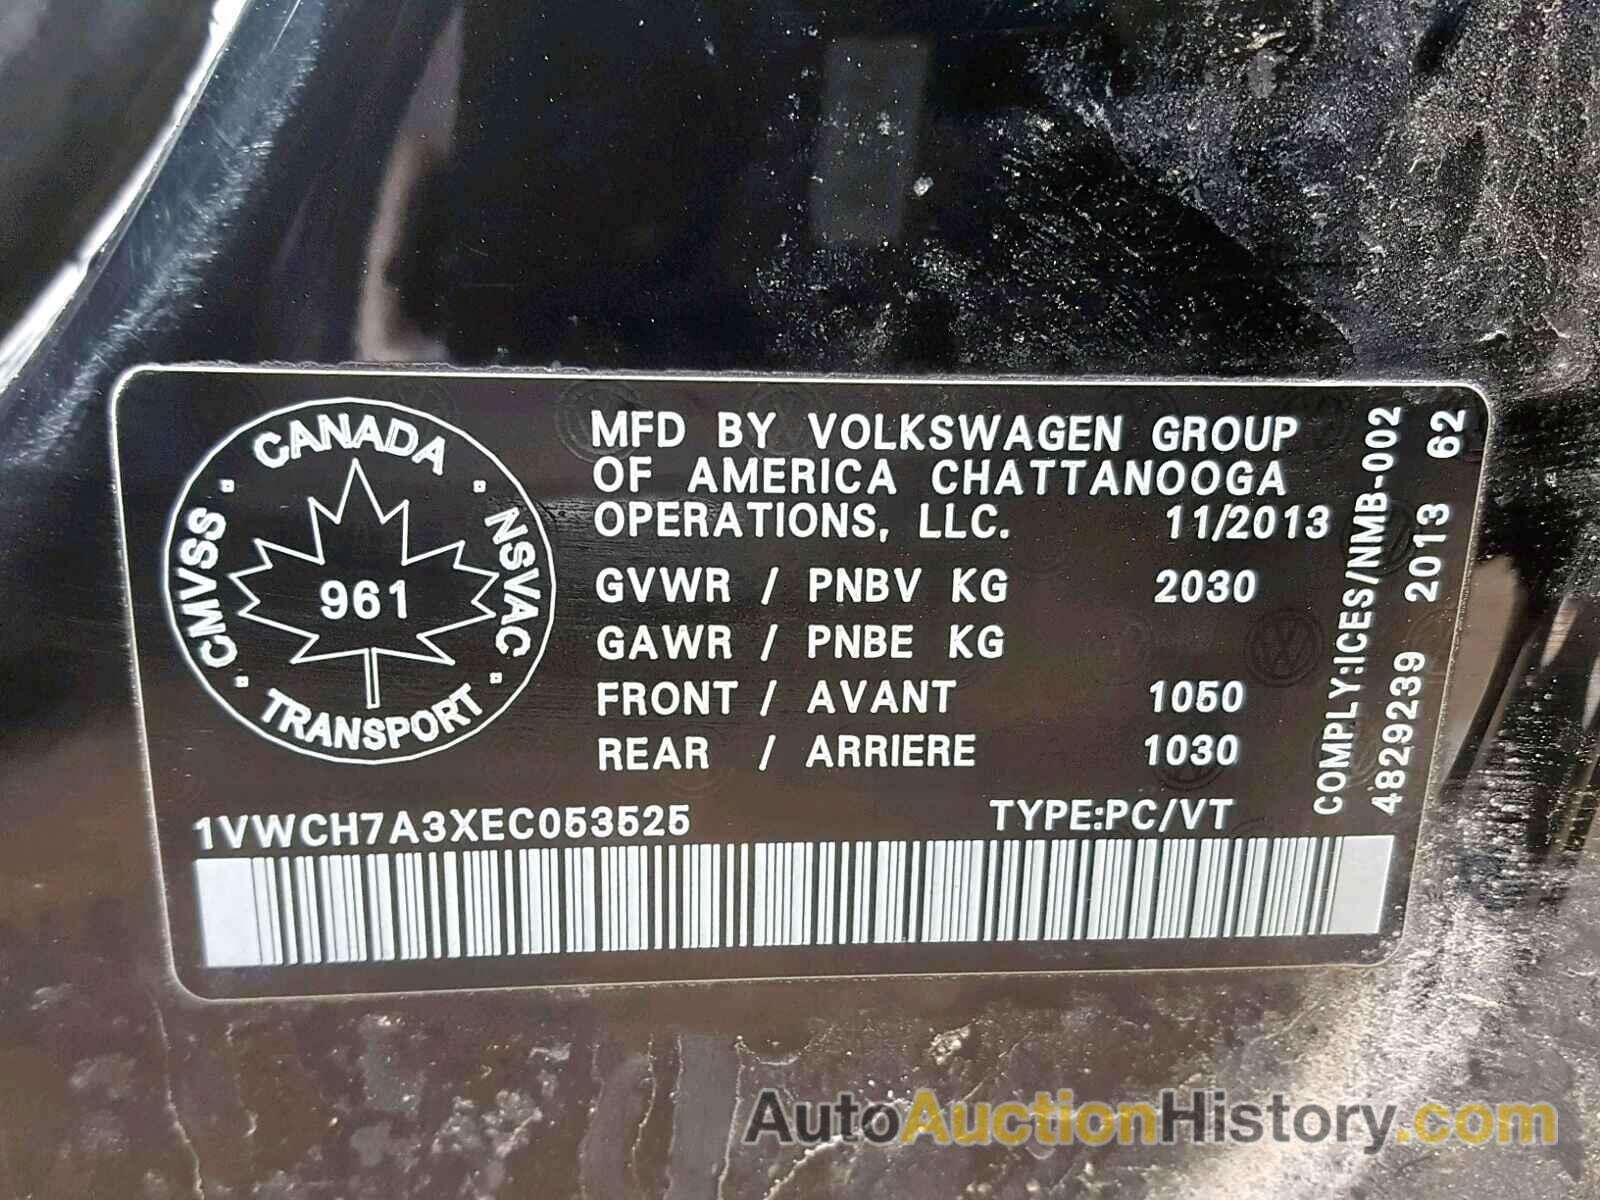 CANADA
CMVSS
NSVAC
961
TRANSPORT
MFD BY VOLKSWAGEN GROUP
OF AMERICA CHATTANOOGA
OPERATIONS, LLC. 11/2013
GVWR / PNBV KG 2030
GAWR / PNBE KG
FRONT / AVANT 1050
REAR / ARRIERE 1030
1VWCH7A3XEC053525 TYPE:PC/VT
COMPLY:ICES/NMB-002
48292239 2013 62
AutoAuctionHistory.com